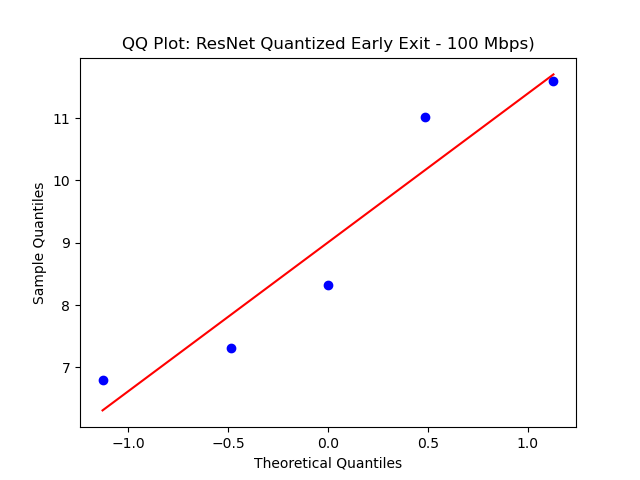 QQ Plot: ResNet Quantized Early Exit - 100 Mbps)
Sample Quantiles
11
10
9
8
7
−1.0 −0.5 0.0 0.5 1.0
Theoretical Quantiles